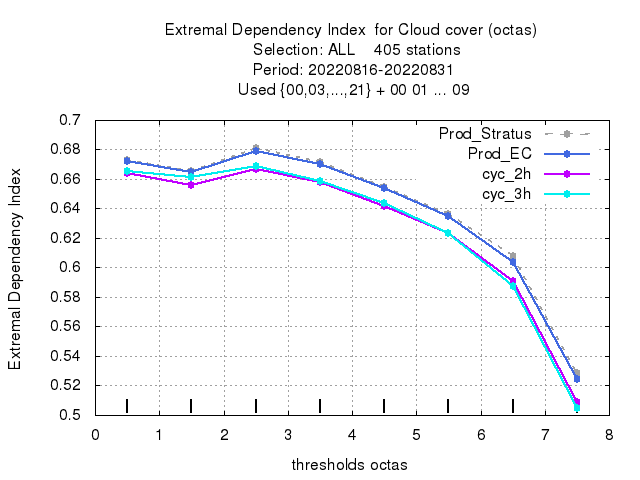 Extremal Dependency Index  for Cloud cover (octas)
Selection: ALL    405 stations
Period: 20220816-20220831
Used {00,03,...,21} + 00 01 ... 09
Extremal Dependency Index
0.7
0.68
0.66
0.64
0.62
0.6
0.58
0.56
0.54
0.52
0.5
Prod_Stratus
Prod_EC
cyc_2h
cyc_3h
0 1 2 3 4 5 6 7 8
thresholds octas